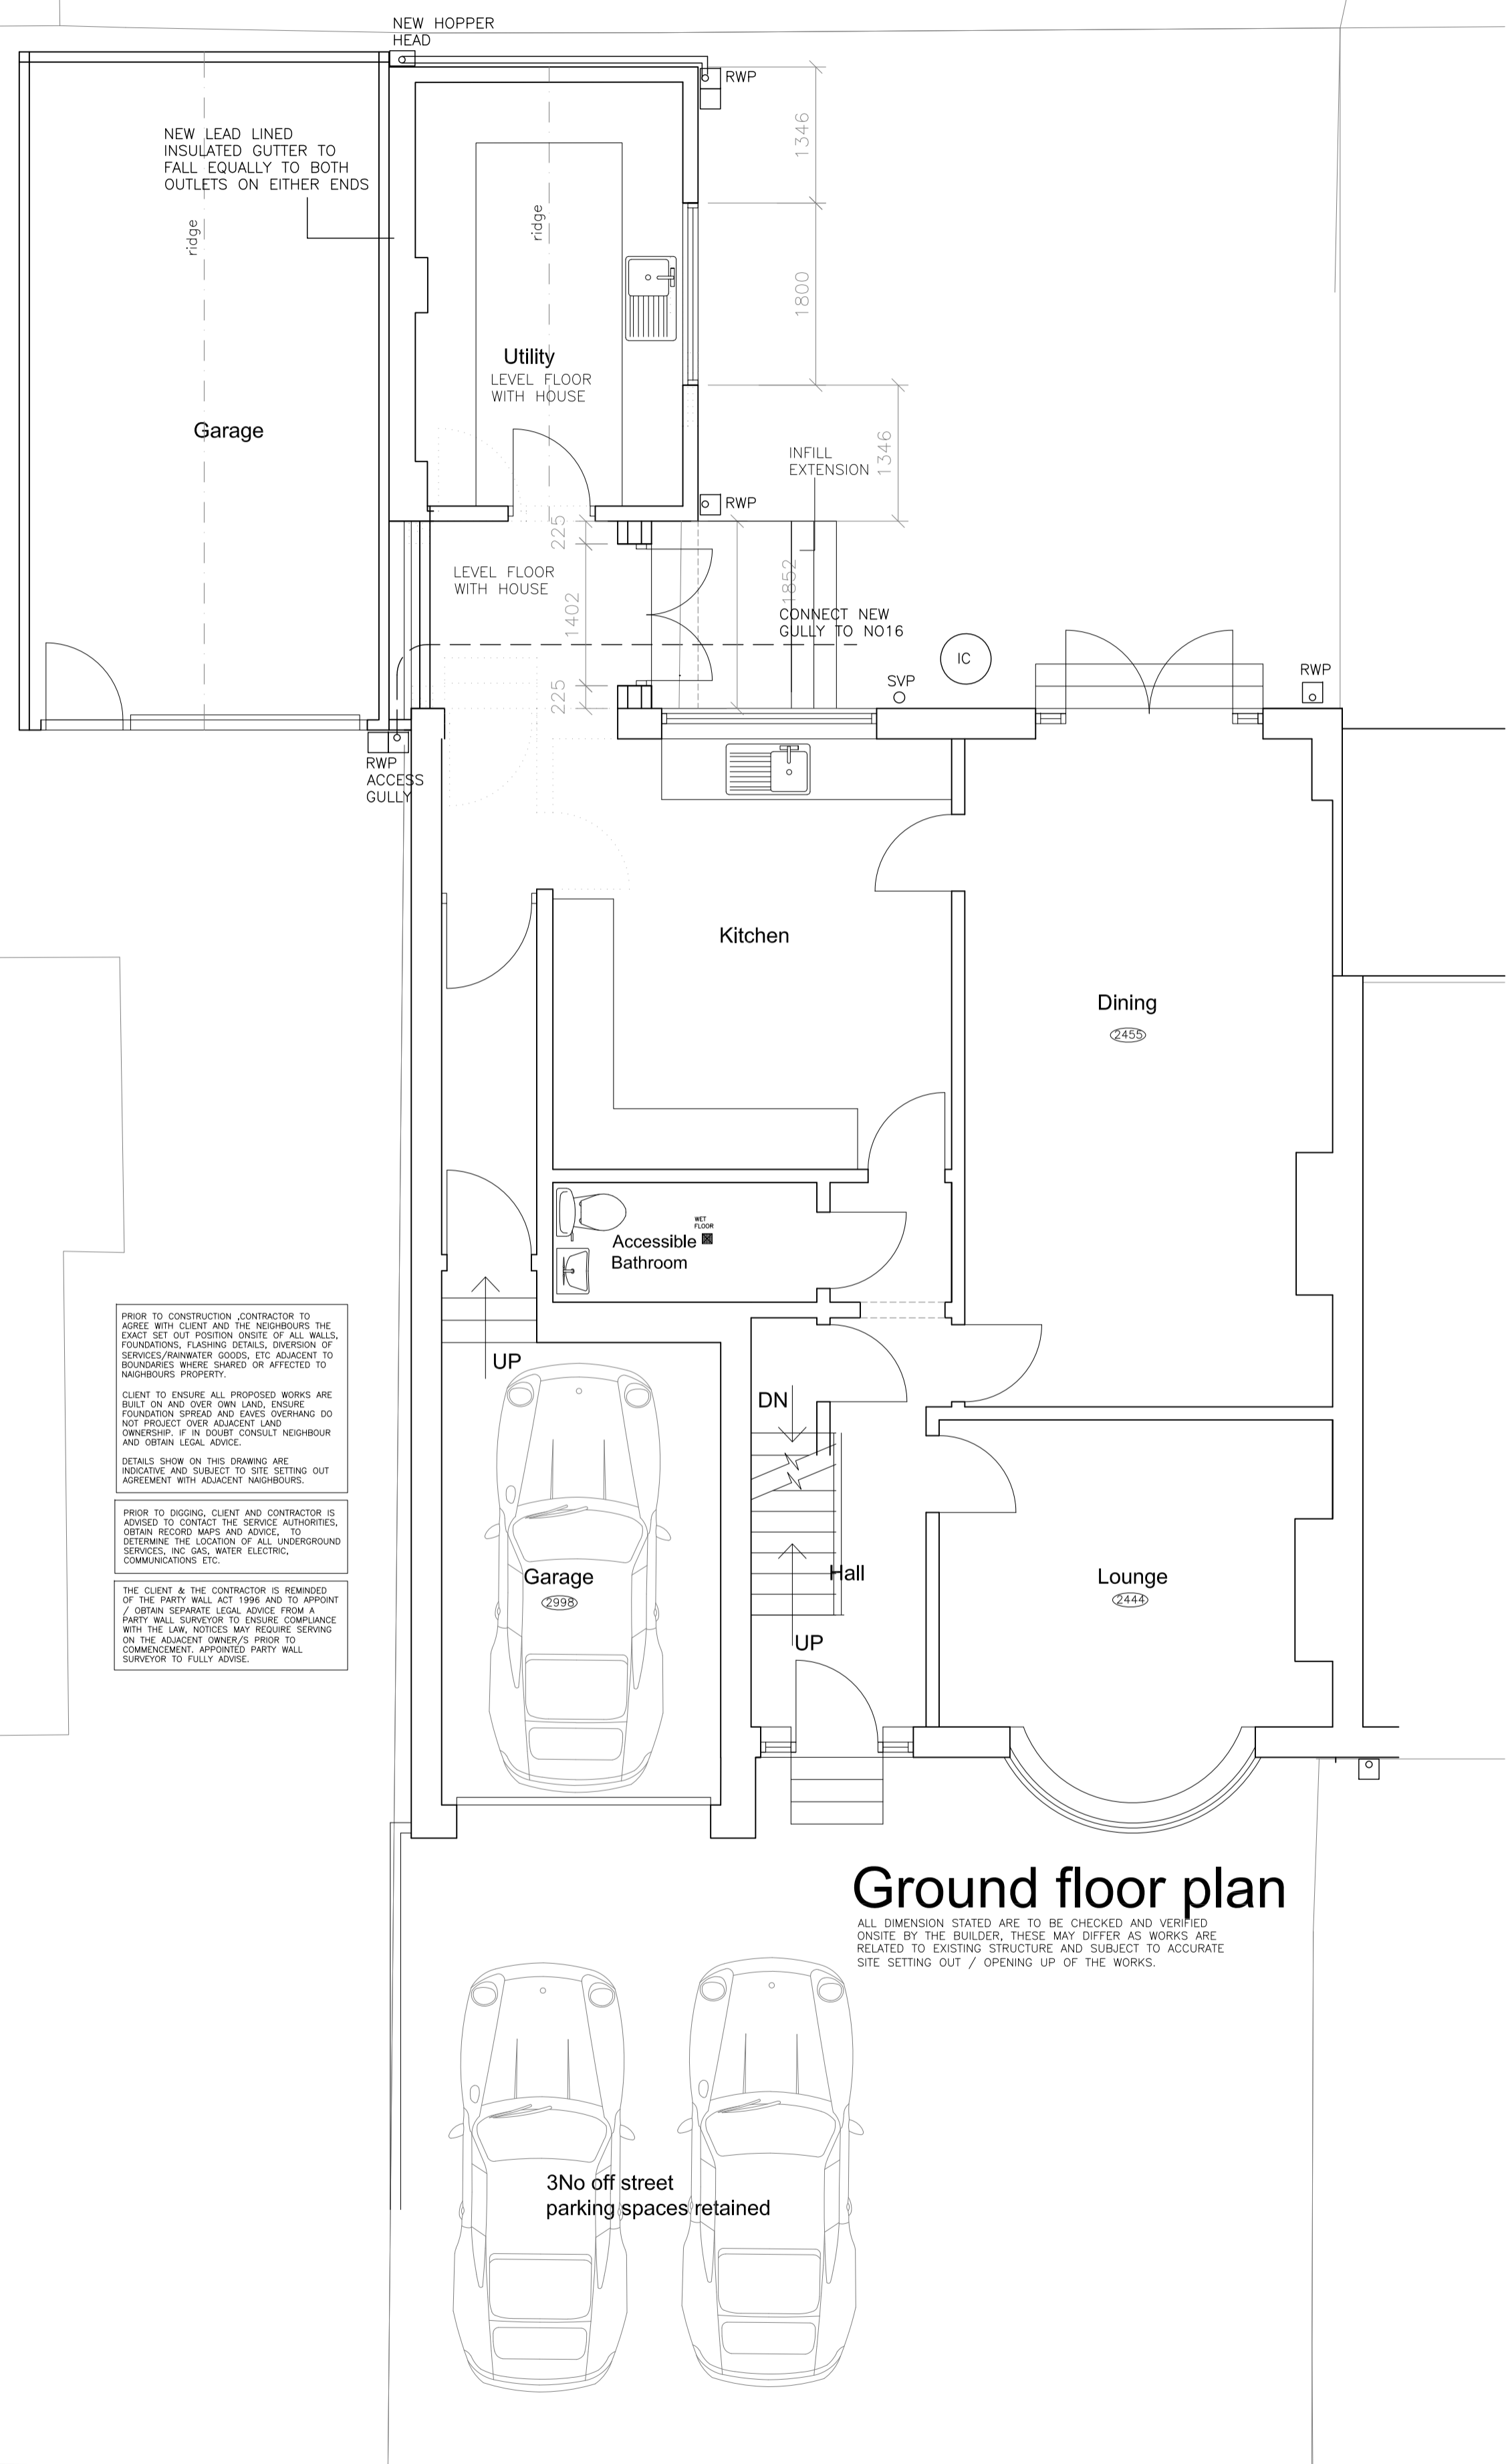 NEW HOPPER
HEAD
RWP
NEW LEAD LINED
INSULATED GUTTER TO
FALL EQUALLY TO BOTH
OUTLETS ON EITHER ENDS
1346
ridge
ridge
1800
Utility
LEVEL FLOOR
WITH HOUSE
Garage
INFILL
EXTENSION
1346
RWP
225
LEVEL FLOOR
WITH HOUSE
1402
1852
CONNECT NEW
GULLY TO NO16
IC
SVP
RWP
225
RWP
ACCESS
GULLY
Kitchen
Dining
2455
WET
FLOOR
Accessible
Bathroom
PRIOR TO CONSTRUCTION ,CONTRACTOR TO
AGREE WITH CLIENT AND THE NEIGHBOURS THE
EXACT SET OUT POSITION ONSITE OF ALL WALLS,
FOUNDATIONS, FLASHING DETAILS, DIVERSION OF
SERVICES/RAINWATER GOODS, ETC ADJACENT TO
BOUNDARIES WHERE SHARED OR AFFECTED TO
NAIGHBOURS PROPERTY.
CLIENT TO ENSURE ALL PROPOSED WORKS ARE
BUILT ON AND OVER OWN LAND, ENSURE
FOUNDATION SPREAD AND EAVES OVERHANG DO
NOT PROJECT OVER ADJACENT LAND
OWNERSHIP. IF IN DOUBT CONSULT NEIGHBOUR
AND OBTAIN LEGAL ADVICE.
DETAILS SHOW ON THIS DRAWING ARE
INDICATIVE AND SUBJECT TO SITE SETTING OUT
AGREEMENT WITH ADJACENT NAIGHBOURS.
UP
DN
PRIOR TO DIGGING, CLIENT AND CONTRACTOR IS
ADVISED TO CONTACT THE SERVICE AUTHORITIES,
OBTAIN RECORD MAPS AND ADVICE, TO
DETERMINE THE LOCATION OF ALL UNDERGROUND
SERVICES, INC GAS, WATER ELECTRIC,
COMMUNICATIONS ETC.
THE CLIENT & THE CONTRACTOR IS REMINDED
OF THE PARTY WALL ACT 1996 AND TO APPOINT
/ OBTAIN SEPARATE LEGAL ADVICE FROM A
PARTY WALL SURVEYOR TO ENSURE COMPLIANCE
WITH THE LAW, NOTICES MAY REQUIRE SERVING
ON THE ADJACENT OWNER/S PRIOR TO
COMMENCEMENT. APPOINTED PARTY WALL
SURVEYOR TO FULLY ADVISE.
Garage
2998
Hall
Lounge
2444
UP
Ground floor plan
ALL DIMENSION STATED ARE TO BE CHECKED AND VERIFIED
ONSITE BY THE BUILDER, THESE MAY DIFFER AS WORKS ARE
RELATED TO EXISTING STRUCTURE AND SUBJECT TO ACCURATE
SITE SETTING OUT / OPENING UP OF THE WORKS.
3No off street
parking spaces retained